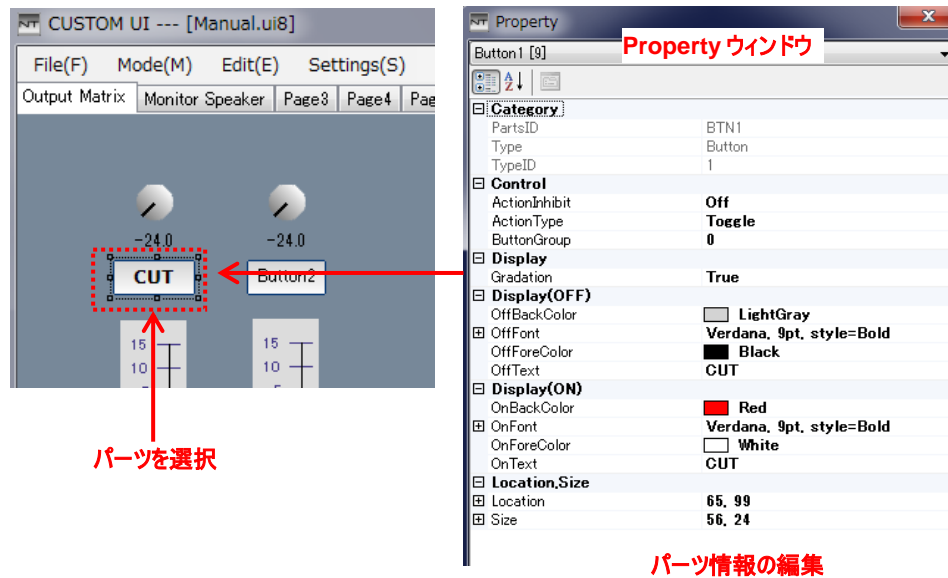 CUSTOM UI --- [Manual.ui8]
File(F) Mode(M) Edit(E) Settings(S)
Output Matrix Monitor Speaker Page3 Page4 Pag
-24.0 -24.0
CUT Button2
15 15
10 10
パーツを選択
Property
Button1 [9]
Property ウィンドウ
Category
PartsID BTN1
Type Button
TypeID 1
Control
ActionInhibit Off
ActionType Toggle
ButtonGroup 0
Display
Gradation True
Display(OFF)
OffBackColor LightGray
OffFont Verdana, 9pt, style=Bold
OffForeColor Black
OffText CUT
Display(ON)
OnBackColor Red
OnFont Verdana, 9pt, style=Bold
OnForeColor White
OnText CUT
Location,Size
Location 65, 99
Size 56, 24
パーツ情報の編集